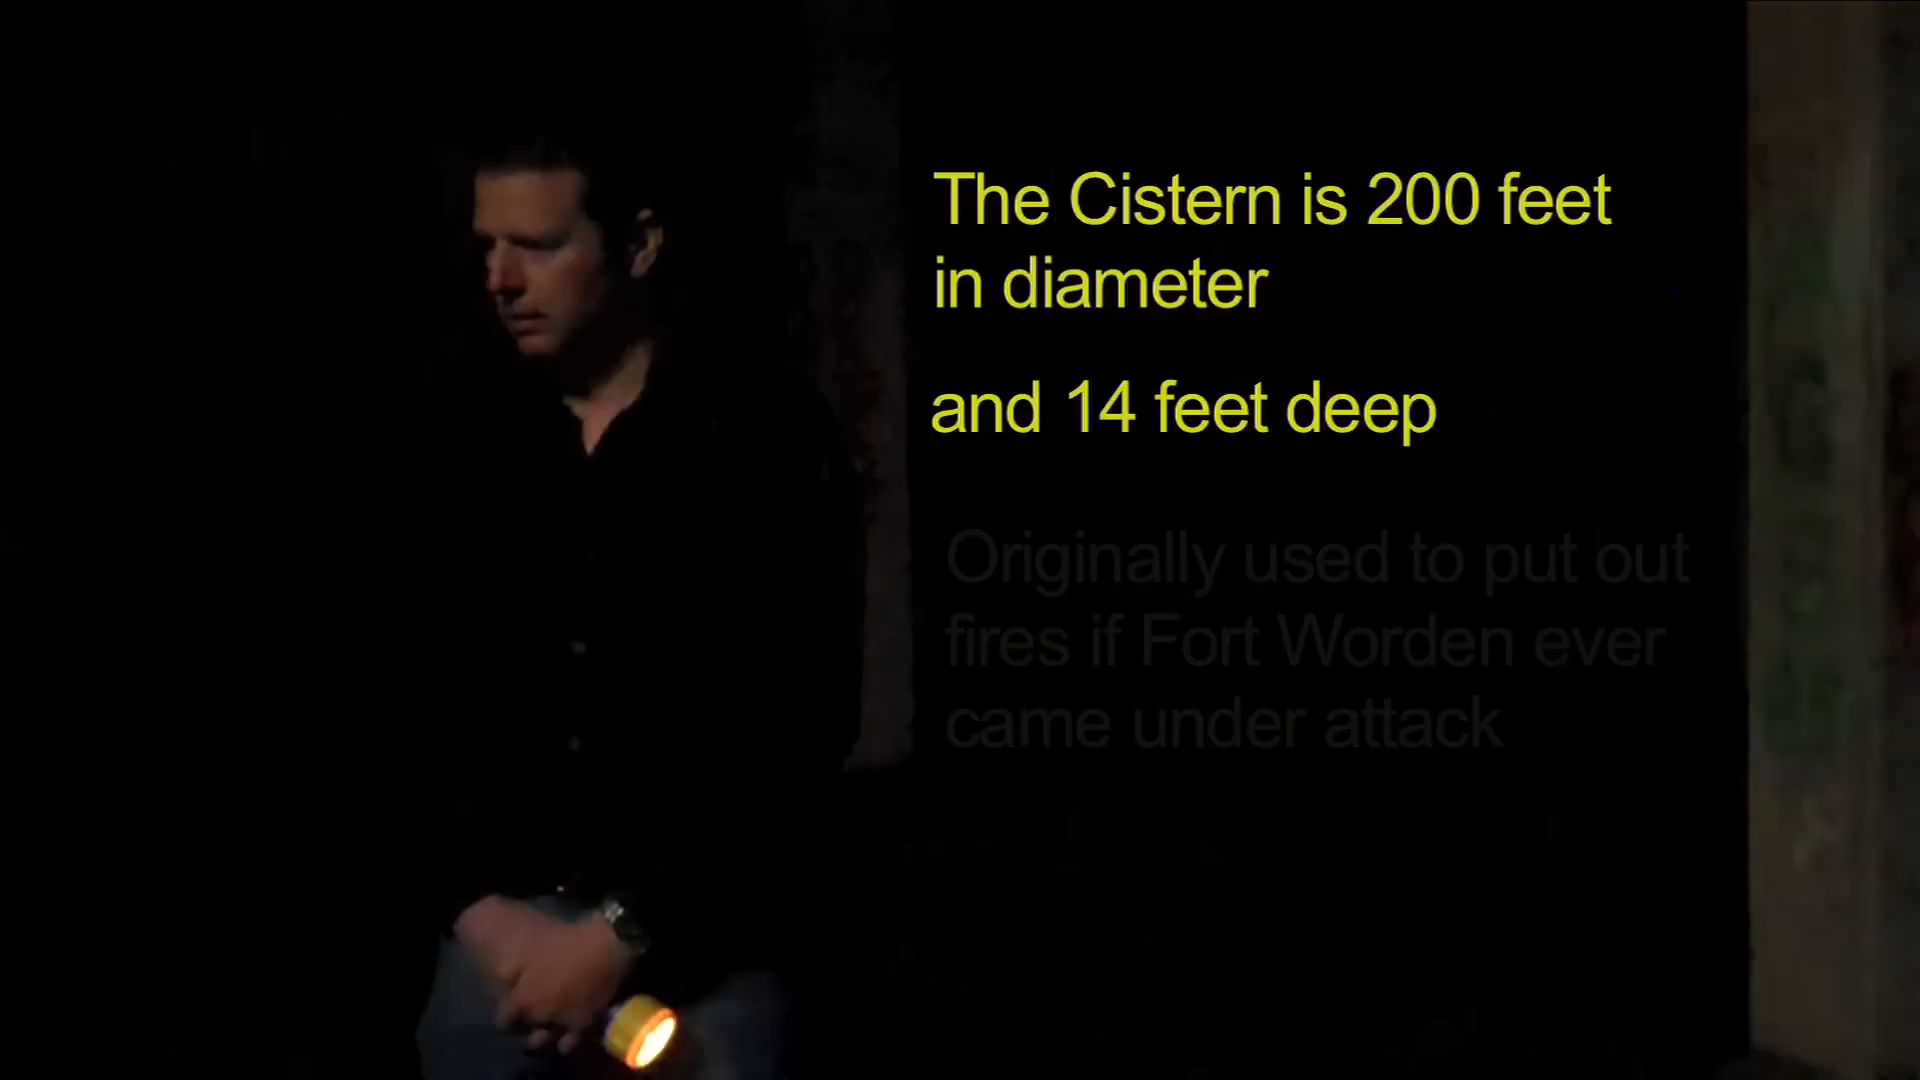 The Cistern is 200 feet
in diameter
and 14 feet deep
Originally used to put out
fires if Fort Worden ever
came under attack